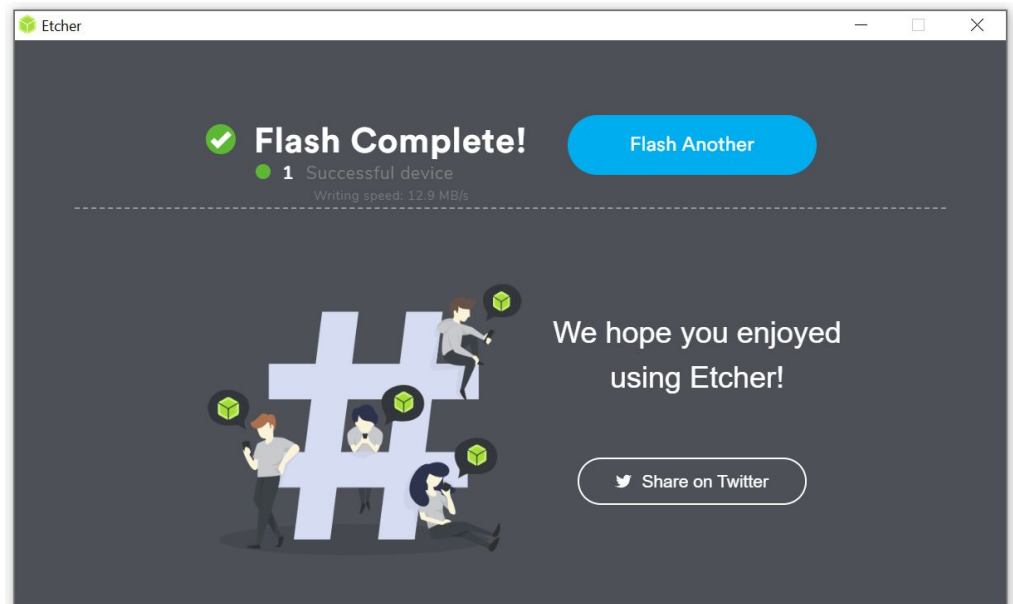 Etcher
Flash Complete!
Flash Another
1 Successful device
Writing speed: 12.9 MB/s
We hope you enjoyed
using Etcher!
Share on Twitter